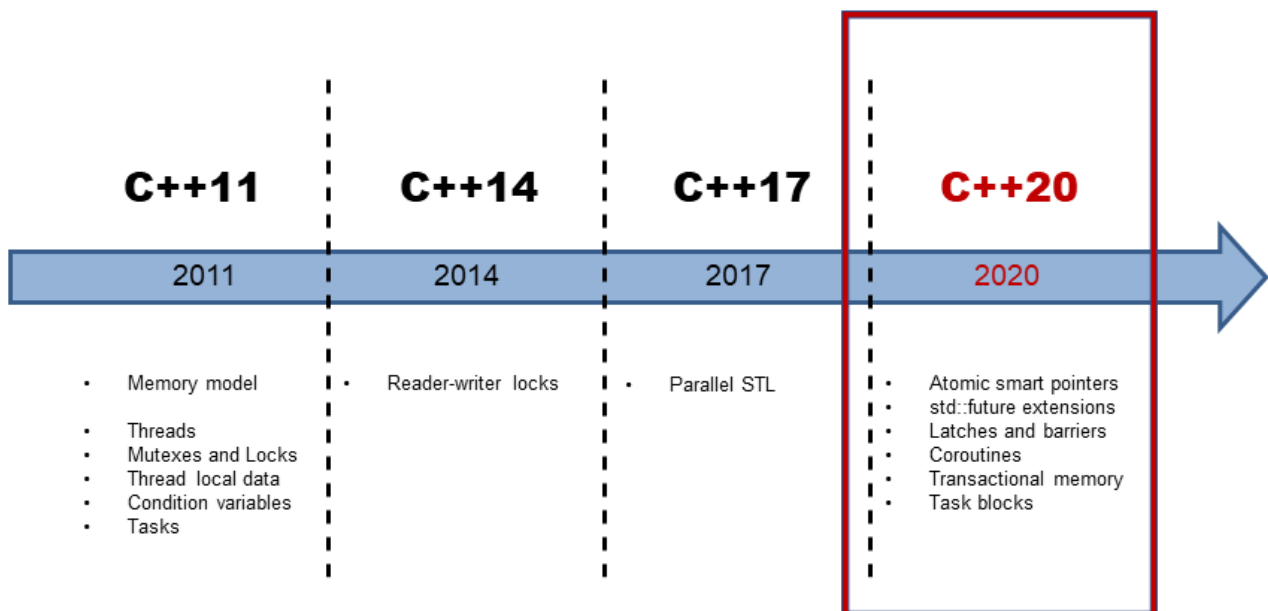 C++11
C++14
C++17
C++20
2011
2014
2017
2020
• Memory model
• Threads
• Mutexes and Locks
• Thread local data
• Condition variables
• Tasks
• Reader-writer locks
• Parallel STL
• Atomic smart pointers
• std::future extensions
• Latches and barriers
• Coroutines
• Transactional memory
• Task blocks